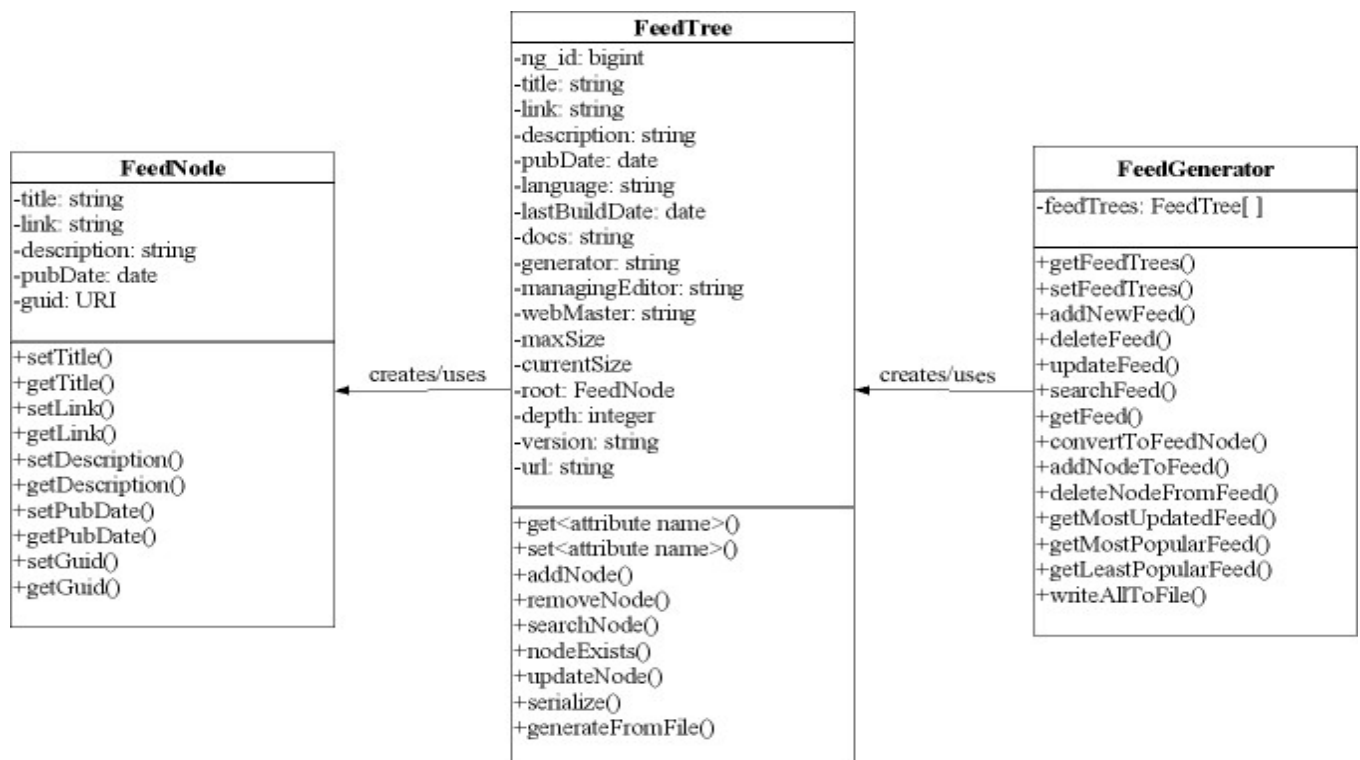 FeedNode
-title: string
-link: string
-description: string
-pubDate: date
-guid: URI
+setTitle()
+getTitle()
+setLink()
+getLink()
+setDescription()
+getDescription()
+setPubDate()
+getPubDate()
+setGuid()
+getGuid()
creates/uses
FeedTree
-ng_id: bigint
-title: string
-link: string
-description: string
-pubDate: date
-language: string
-lastBuildDate: date
-docs: string
-generator: string
-managingEditor: string
-webMaster: string
-maxSize
-currentSize
-root: FeedNode
-depth: integer
-version: string
-url: string
+get<attribute name>()
+set<attribute name>()
+addNode()
+removeNode()
+searchNode()
+nodeExists()
+updateNode()
+serialize()
+generateFromFile()
creates/uses
FeedGenerator
-feedTrees: FeedTree[ ]
+getFeedTrees()
+setFeedTrees()
+addNewFeed()
+deleteFeed()
+updateFeed()
+searchFeed()
+getFeed()
+convertToFeedNode()
+addNodeToFeed()
+deleteNodeFromFeed()
+getMostUpdatedFeed()
+getMostPopularFeed()
+getLeastPopularFeed()
+writeAllToFile()